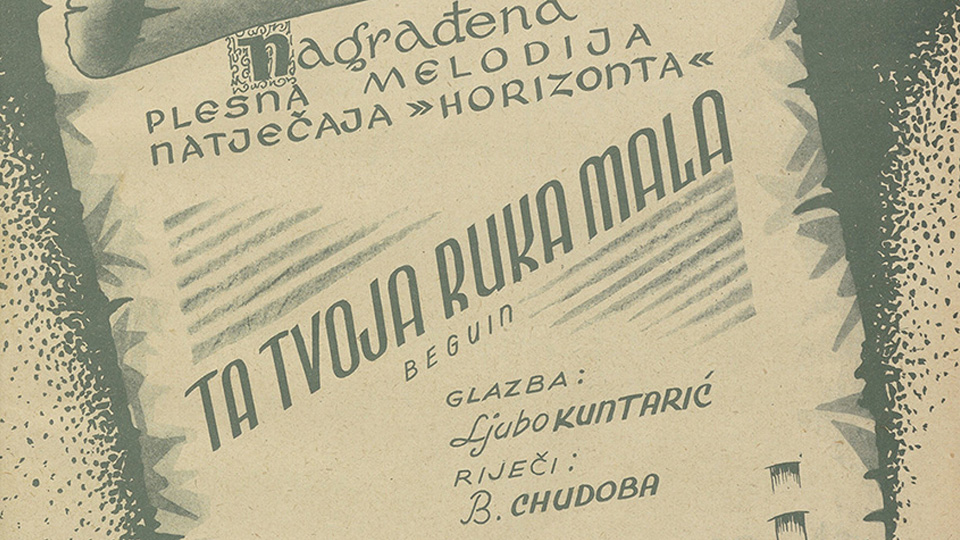 Nagrađena
PLESNA MELODIJA
NATJEČAJA »HORIZONTA«
TA TVOJA RUKA MALA
BEGUIN
GLAZBA:
Ljubo KUNTARIĆ
RIJEČI:
B. CHUDOBA